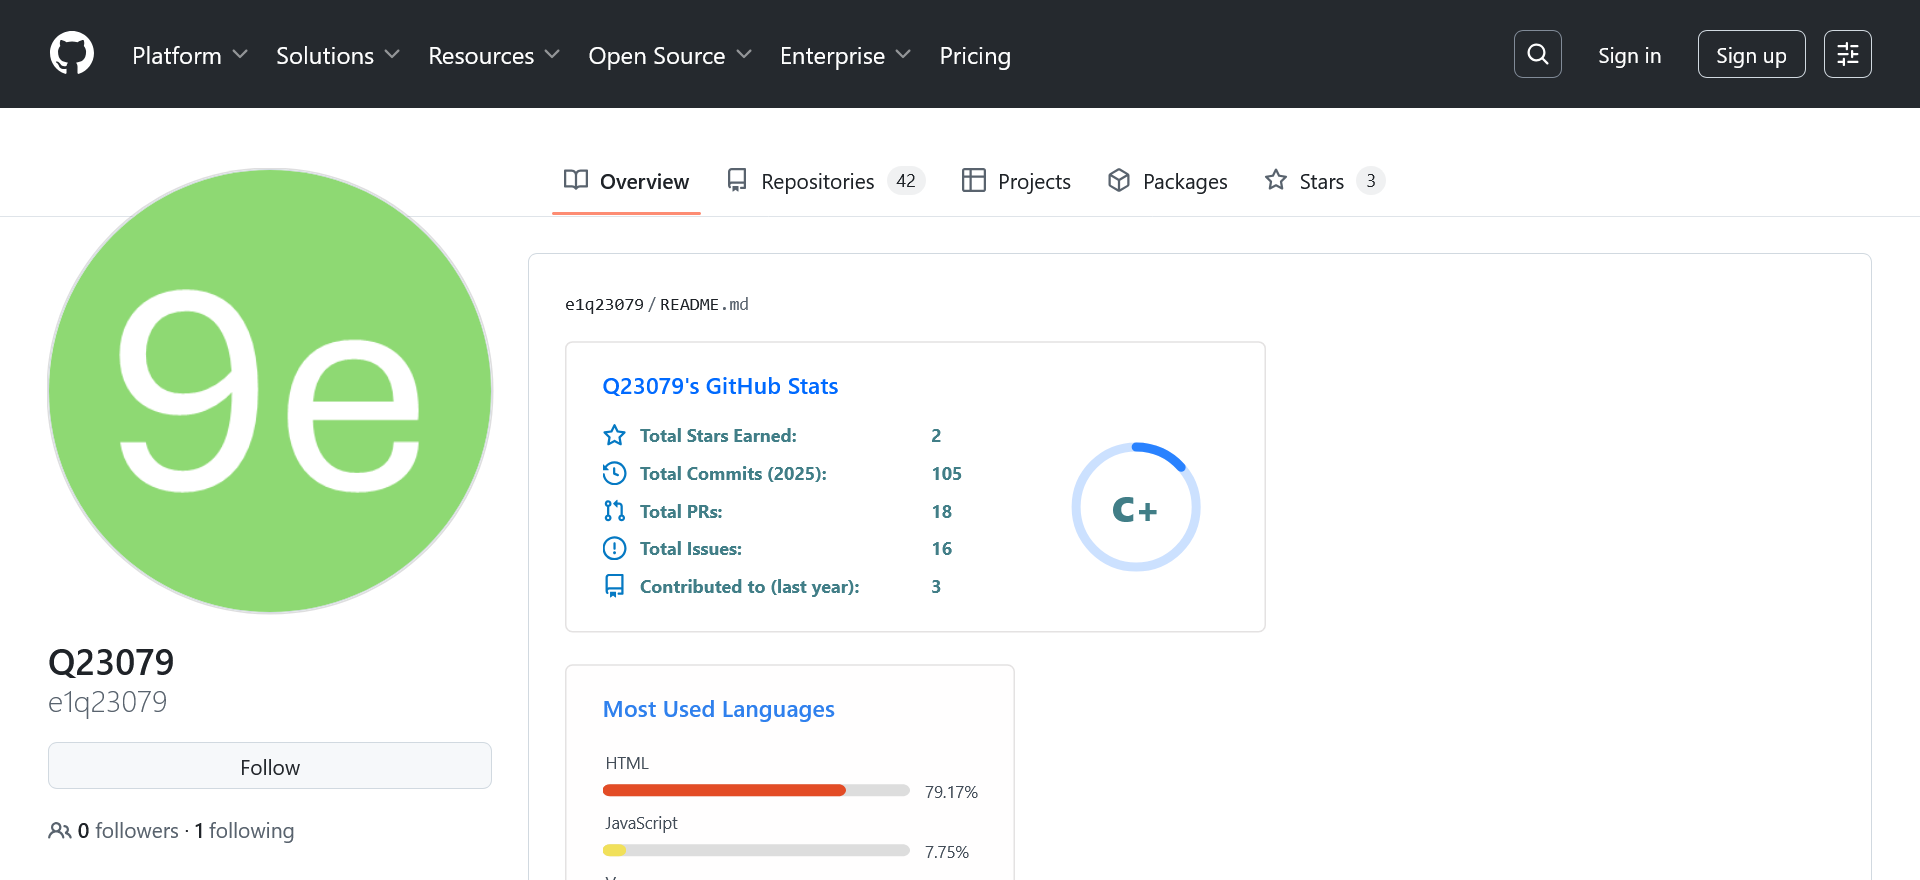 Platform Solutions Resources Open Source Enterprise Pricing Sign in Sign up
Overview Repositories 42 Projects Packages Stars 3
9e
Q23079
e1q23079
Follow
0 followers · 1 following
e1q23079/README.md
Q23079's GitHub Stats
Total Stars Earned: 2
Total Commits (2025): 105
Total PRs: 18
Total Issues: 16
Contributed to (last year): 3
C+
Most Used Languages
HTML
79.17%
JavaScript
7.75%